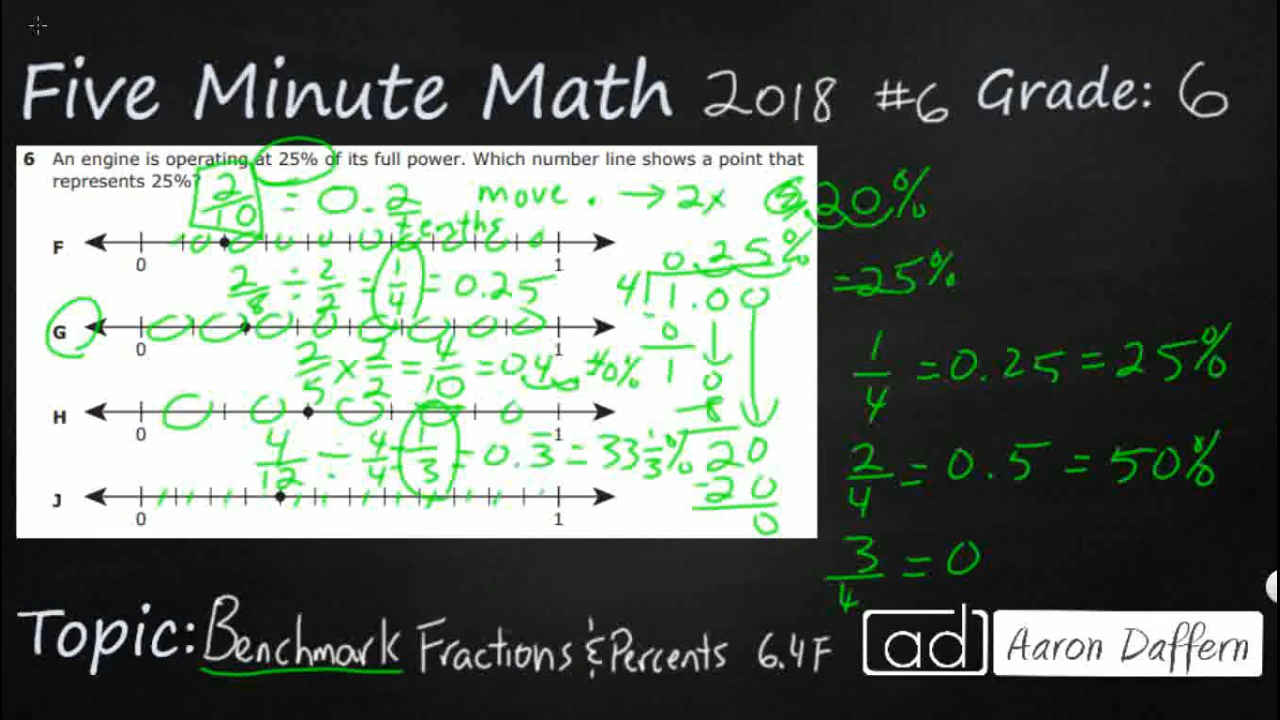 Five Minute Math 2018 #6 Grade: 6
6 An engine is operating at 25% of its full power. Which number line shows a point that
represents 25%?
2/10 = 0.2 move . → 2x .20%
tenths
F 0 1
0.25%
2/8 ÷ 2/2 = 1/4 = 0.25 4 1.00 = 25%
G 0 1
0
2/5 x 2/2 = 4/10 = 0.4 40% 10 1/4 = 0.25 = 25%
- 8
H 0 1
4/12 ÷ 4/4 = 1/3 = 0.3 = 33 1/3% 20 2/4 = 0.5 = 50%
- 20
J 0 1
0
3/4 = 0
Topic: Benchmark Fractions & Percents 6.4F ad Aaron Daffern